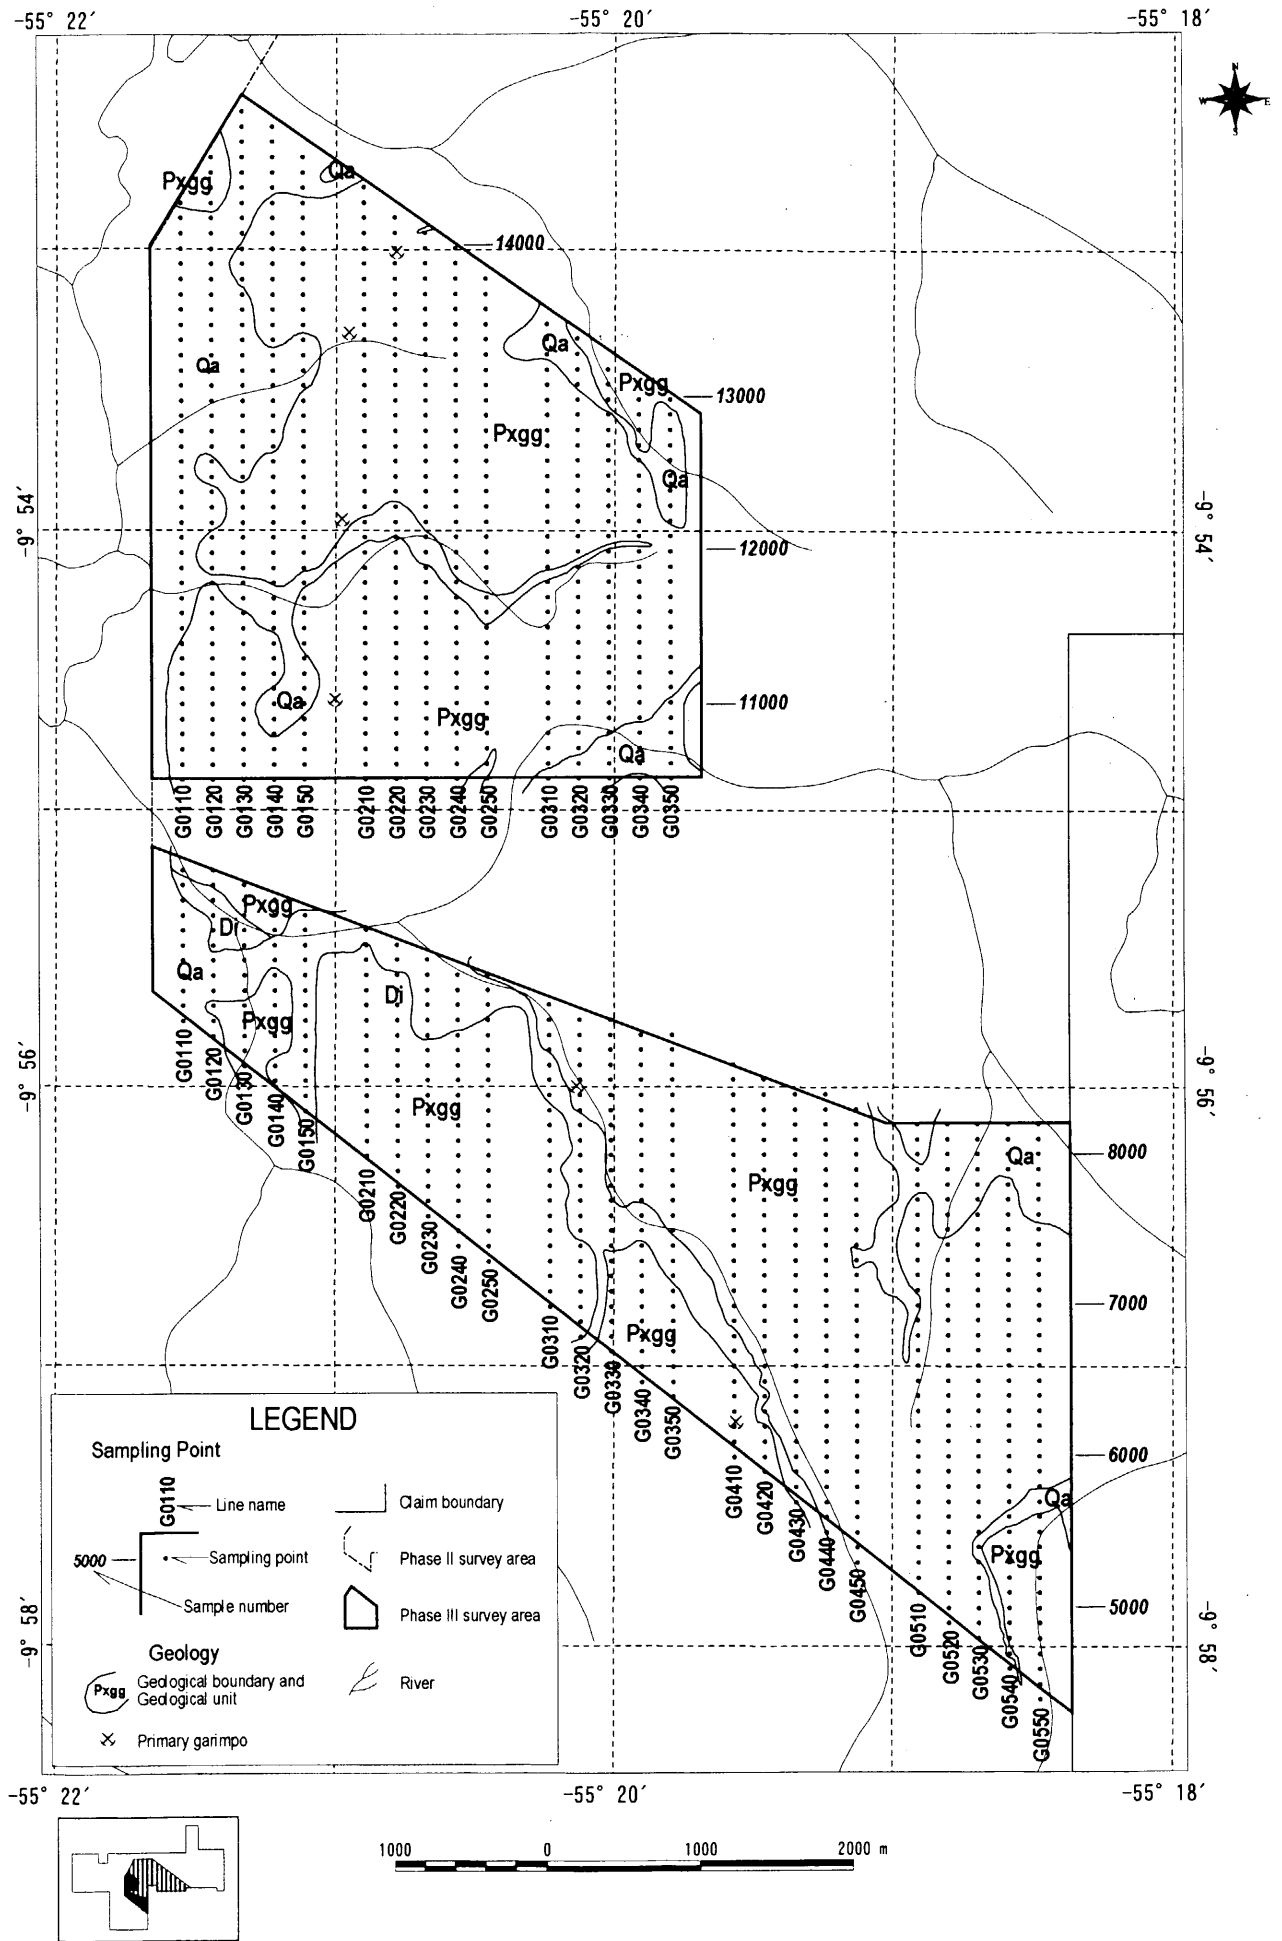 -55° 22′
-55° 20′
-55° 18′
N
W E
S
Qa
Pxgg
14000
Qa
Qa
Pxgg
13000
Pxgg
Qa
-9° 54′
-9° 54′
12000
Qa
11000
Pxgg
Qa
G0110
G0120
G0130
G0140
G0150
G0210
G0220
G0230
G0240
G0250
G0310
G0320
G0330
G0340
G0350
Pxgg
Di
Qa
Di
Pxgg
G0110
G0120
G0130
G0140
G0150
G0210
G0220
G0230
G0240
G0250
G0310
G0320
G0330
G0340
G0350
G0410
G0420
G0430
G0440
G0450
G0510
G0520
G0530
G0540
G0550
-9° 56′
-9° 56′
Pxgg
Qa
8000
Pxgg
7000
Pxgg
6000
Qa
Pxgg
5000
-9° 58′
-9° 58′
LEGEND
Sampling Point
G0110
Line name
Claim boundary
5000
Sampling point
Phase II survey area
Sample number
Phase III survey area
Geology
Pxgg
Geological boundary and
Geological unit
River
Primary garimpo
-55° 22′
-55° 20′
-55° 18′
1000 0 1000 2000 m